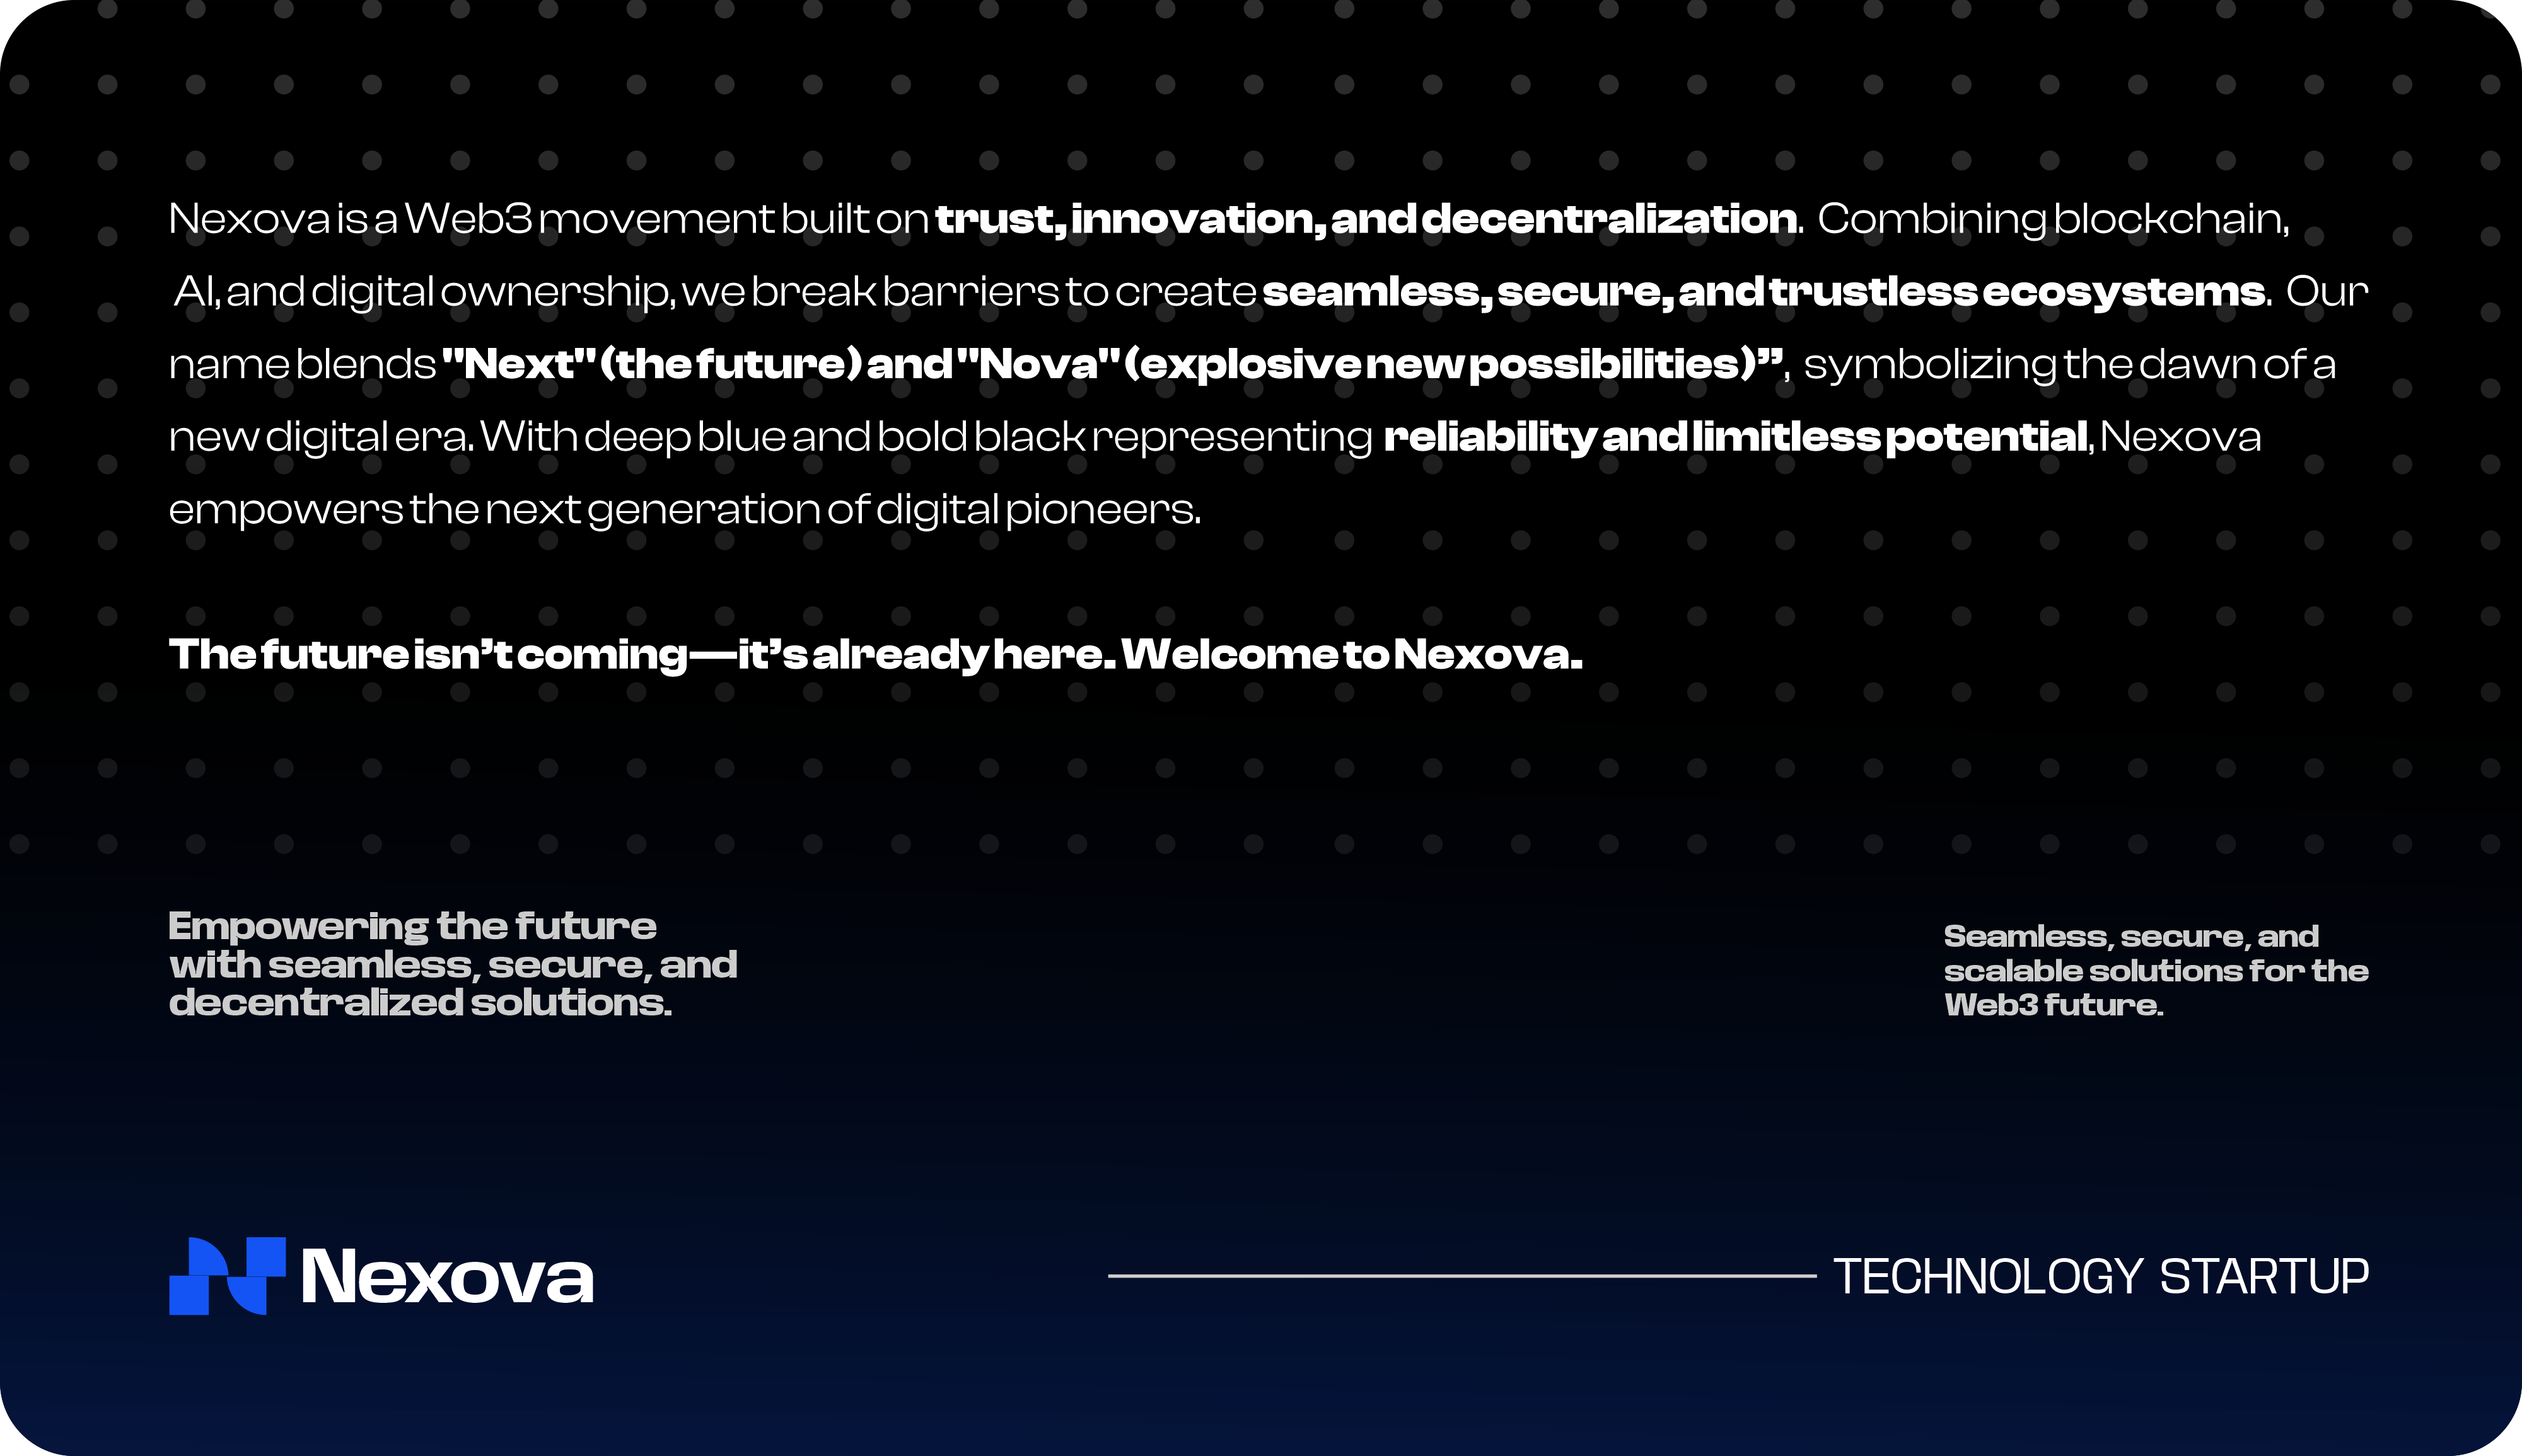 Nexova is a Web3 movement built on trust, innovation, and decentralization. Combining blockchain,
AI, and digital ownership, we break barriers to create seamless, secure, and trustless ecosystems. Our
name blends "Next" (the future) and "Nova" (explosive new possibilities)”, symbolizing the dawn of a
new digital era. With deep blue and bold black representing reliability and limitless potential, Nexova
empowers the next generation of digital pioneers.
The future isn’t coming—it’s already here. Welcome to Nexova.
Empowering the future
with seamless, secure, and
decentralized solutions.
Seamless, secure, and
scalable solutions for the
Web3 future.
Nexova
TECHNOLOGY STARTUP